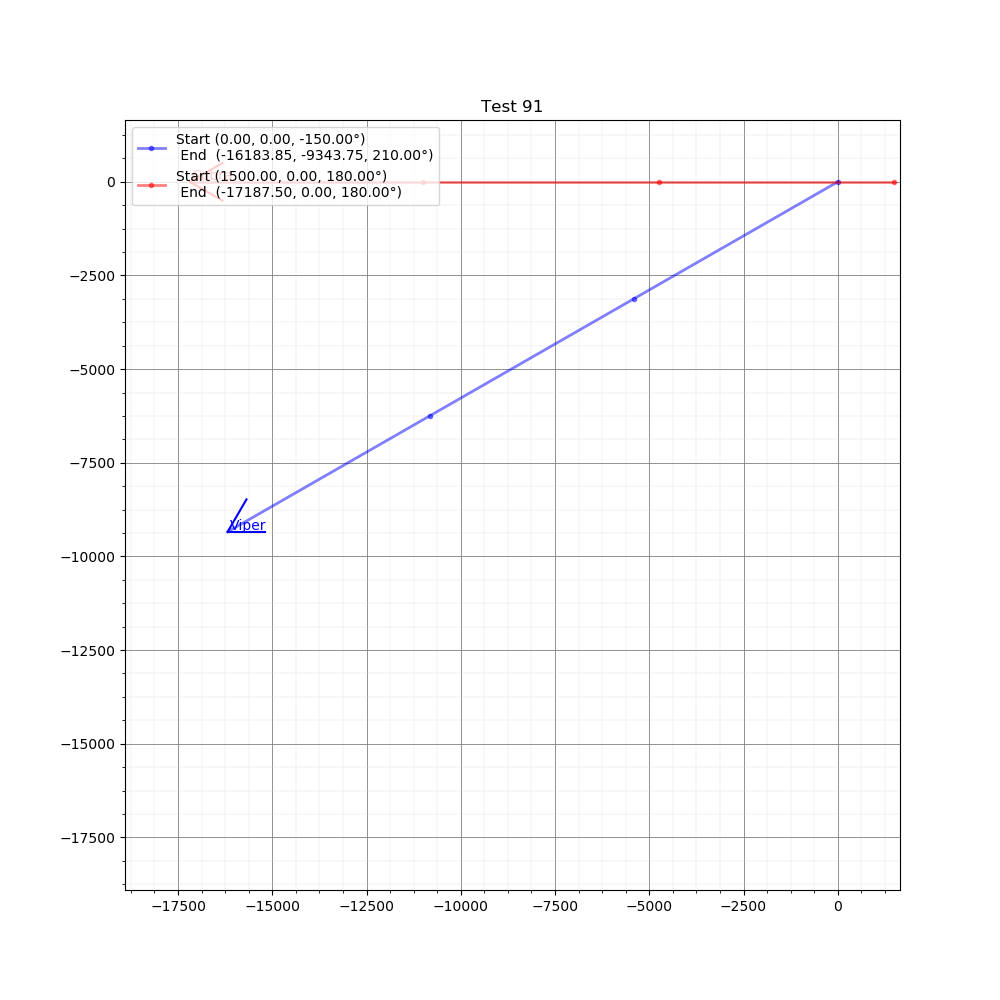 Test 91
Start (0.00, 0.00, -150.00°)
End  (-16183.85, -9343.75, 210.00°)
Start (1500.00, 0.00, 180.00°)
End  (-17187.50, 0.00, 180.00°)
0
−2500
−5000
−7500
Viper
−10000
−12500
−15000
−17500
−17500 −15000 −12500 −10000 −7500 −5000 −2500 0